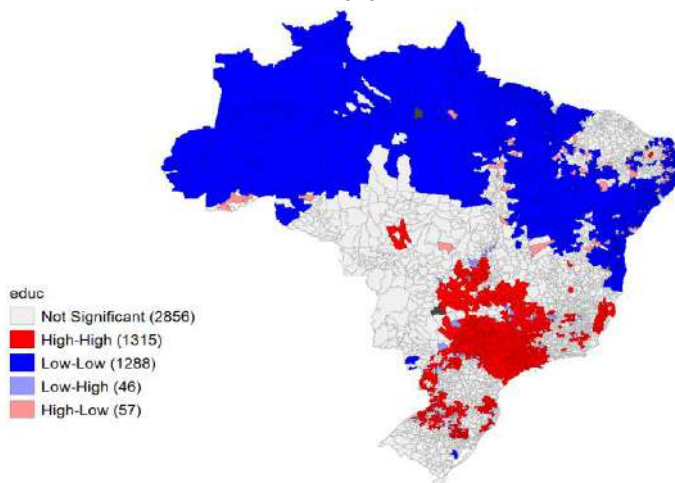 educ
Not Significant (2856)
High-High (1315)
Low-Low (1288)
Low-High (46)
High-Low (57)